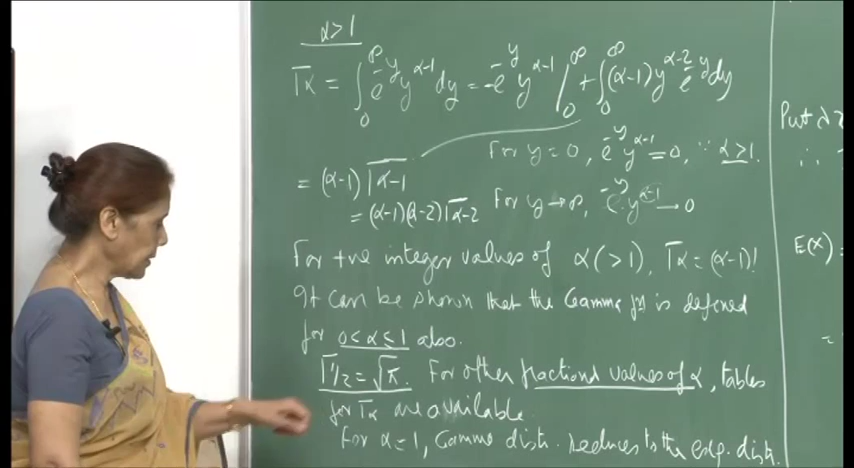 α>1
Γα = ∫₀^∞ e^{-y} y^{α-1} dy = -e^{-y} y^{α-1} |₀^∞ + ∫₀^∞ (α-1) y^{α-2} e^{-y} dy
For y=0, e^{-y} y^{α-1} = 0, ∵ α>1.
= (α-1) Γα-1
= (α-1)(α-2) Γα-2 For y→∞, e^{-y} y^{α-1} → 0
For +ve integer values of α(>1), Γα = (α-1)!
It can be shown that the Gamma fn is defined
for 0<α≤1 also.
Γ1/2 = √π. For other fractional values of α, tables
for Γα are available.
For α=1, Gamma distn. reduces to the exp. distn.
Put λ
∴
E(X) =
=